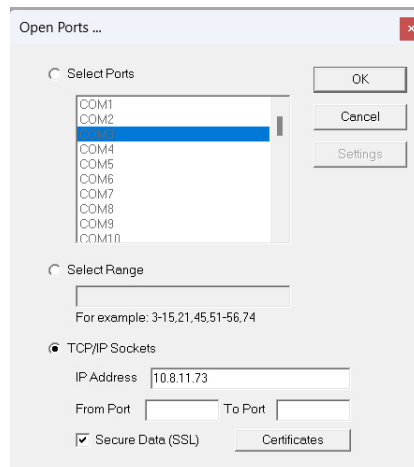 Open Ports ...
Select Ports
OK
COM1
COM2
Cancel
COM3
COM4
Settings
COM5
COM6
COM7
COM8
COM9
COM10
Select Range
For example: 3-15,21,45,51-56,74
TCP/IP Sockets
IP Address 10.8.11.73
From Port To Port
Secure Data (SSL) Certificates